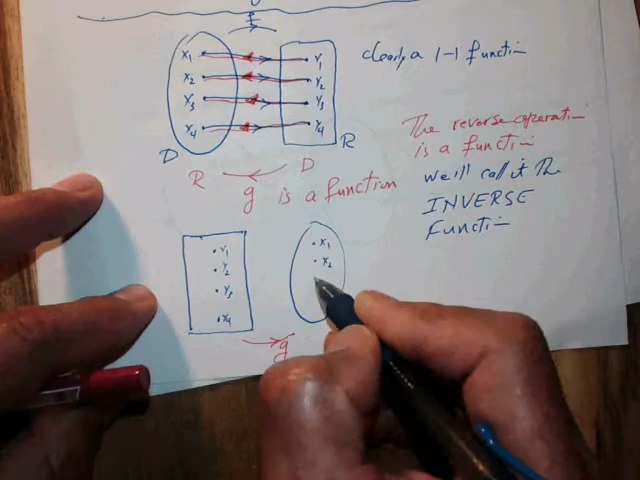 f
x1 y1
x2 y2
x3 y3
x4 y4
clearly a 1-1 function
D R
R D
g is a function
The reverse operation
is a function
we ill call it the
INVERSE
Function
y1 x1
y2 x2
y3
y4
g